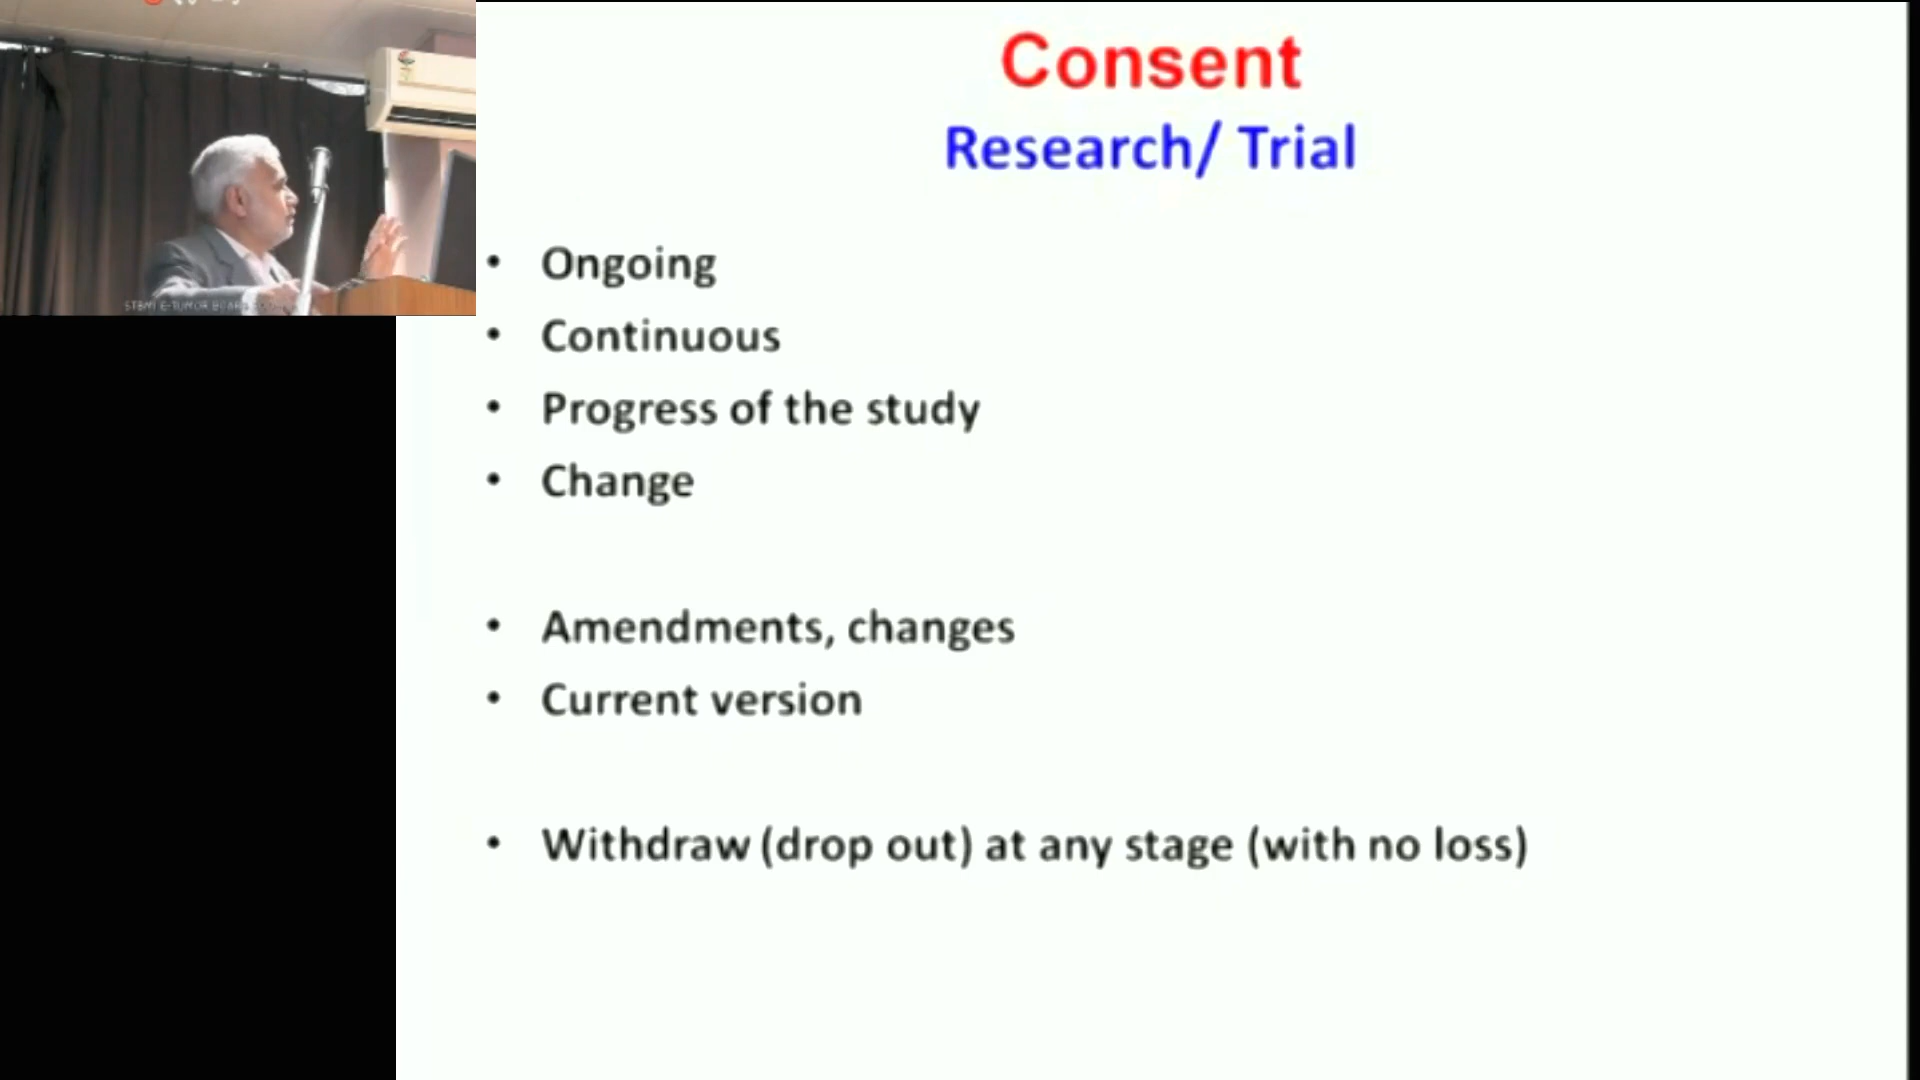 Consent
Research/ Trial
• Ongoing
• Continuous
• Progress of the study
• Change
• Amendments, changes
• Current version
• Withdraw (drop out) at any stage (with no loss)